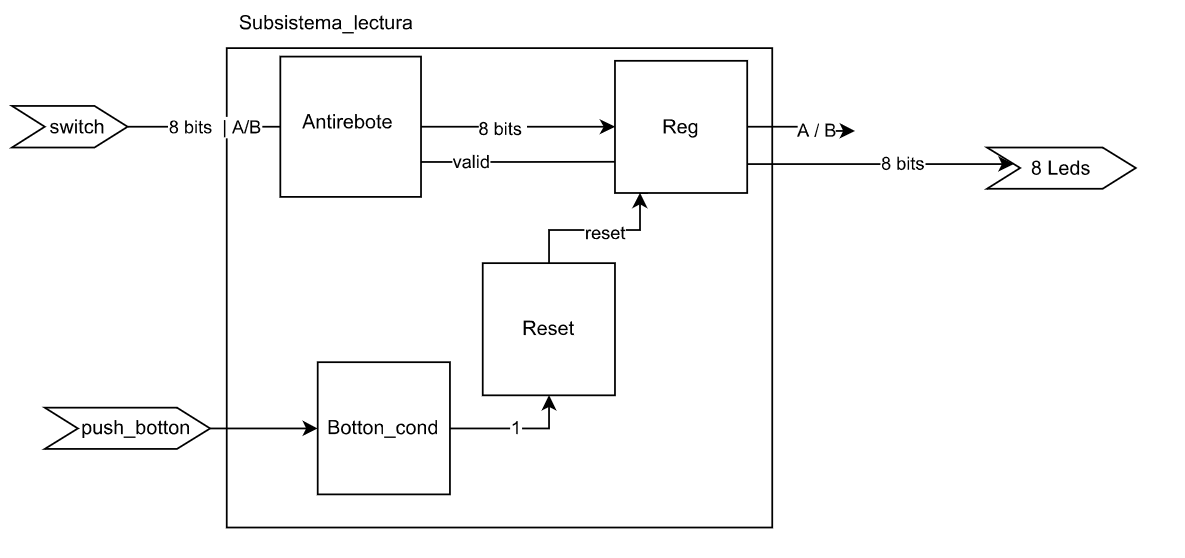 Subsistema_lectura
switch
8 bits
A/B
Antirebote
8 bits
valid
Reg
A / B
8 bits
8 Leds
reset
Reset
push_botton
Botton_cond
1